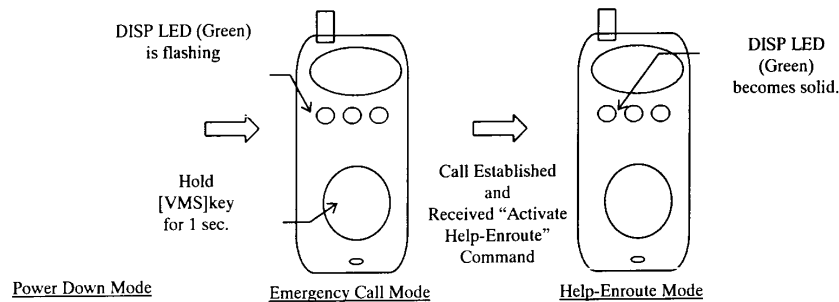 DISP LED (Green)
is flashing
Hold
[VMS]key
for 1 sec.
Call Established
and
Received “Activate
Help-Enroute”
Command
DISP LED
(Green)
becomes solid.
Power Down Mode
Emergency Call Mode
Help-Enroute Mode